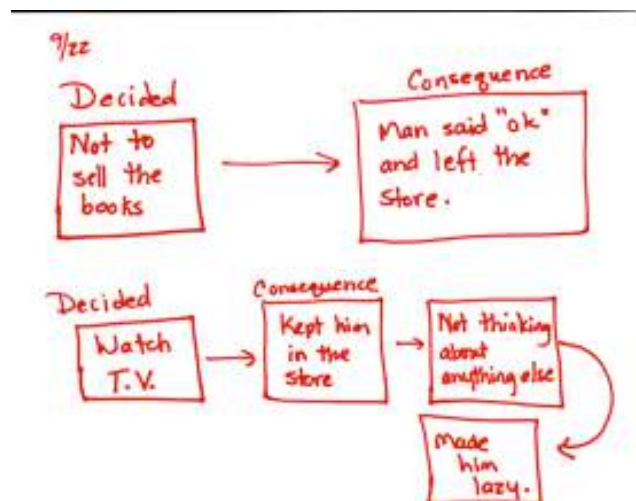 9/22
Decided
Not to
sell the
books
Consequence
Man said "ok"
and left the
store.
Decided
Watch
T.V.
Consequence
Kept him
in the
store
Not thinking
about
anything else
Made
him
lazy.